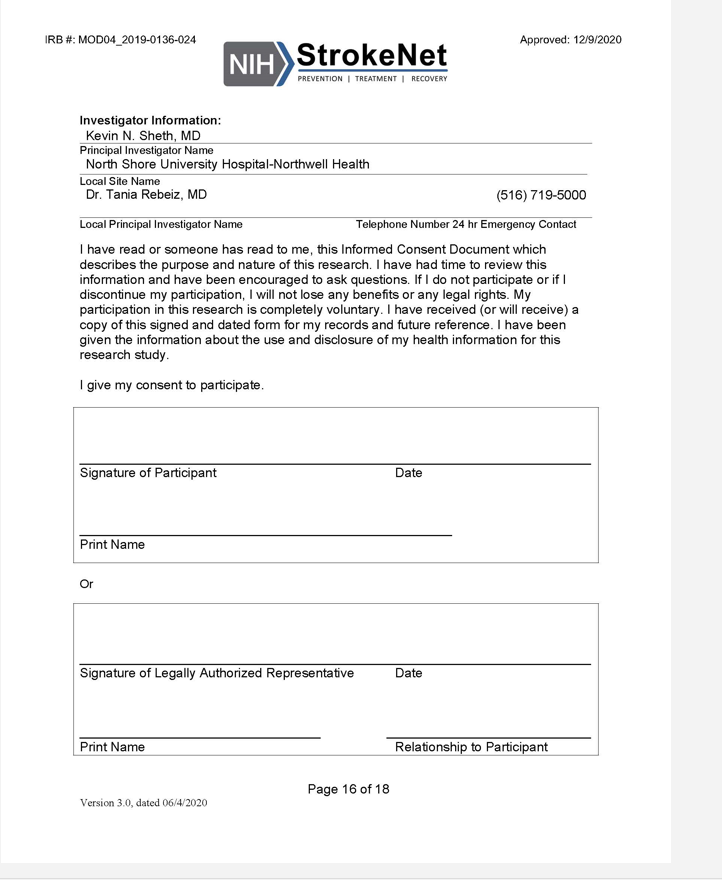 IRB #: MOD04_2019-0136-024
Approved: 12/9/2020
NIH StrokeNet
PREVENTION | TREATMENT | RECOVERY
Investigator Information:
Kevin N. Sheth, MD
Principal Investigator Name
North Shore University Hospital-Northwell Health
Local Site Name
Dr. Tania Rebeiz, MD (516) 719-5000
Local Principal Investigator Name Telephone Number 24 hr Emergency Contact
I have read or someone has read to me, this Informed Consent Document which
describes the purpose and nature of this research. I have had time to review this
information and have been encouraged to ask questions. If I do not participate or if I
discontinue my participation, I will not lose any benefits or any legal rights. My
participation in this research is completely voluntary. I have received (or will receive) a
copy of this signed and dated form for my records and future reference. I have been
given the information about the use and disclosure of my health information for this
research study.
I give my consent to participate.
Signature of Participant Date
Print Name
Or
Signature of Legally Authorized Representative Date
Print Name Relationship to Participant
Page 16 of 18
Version 3.0, dated 06/4/2020